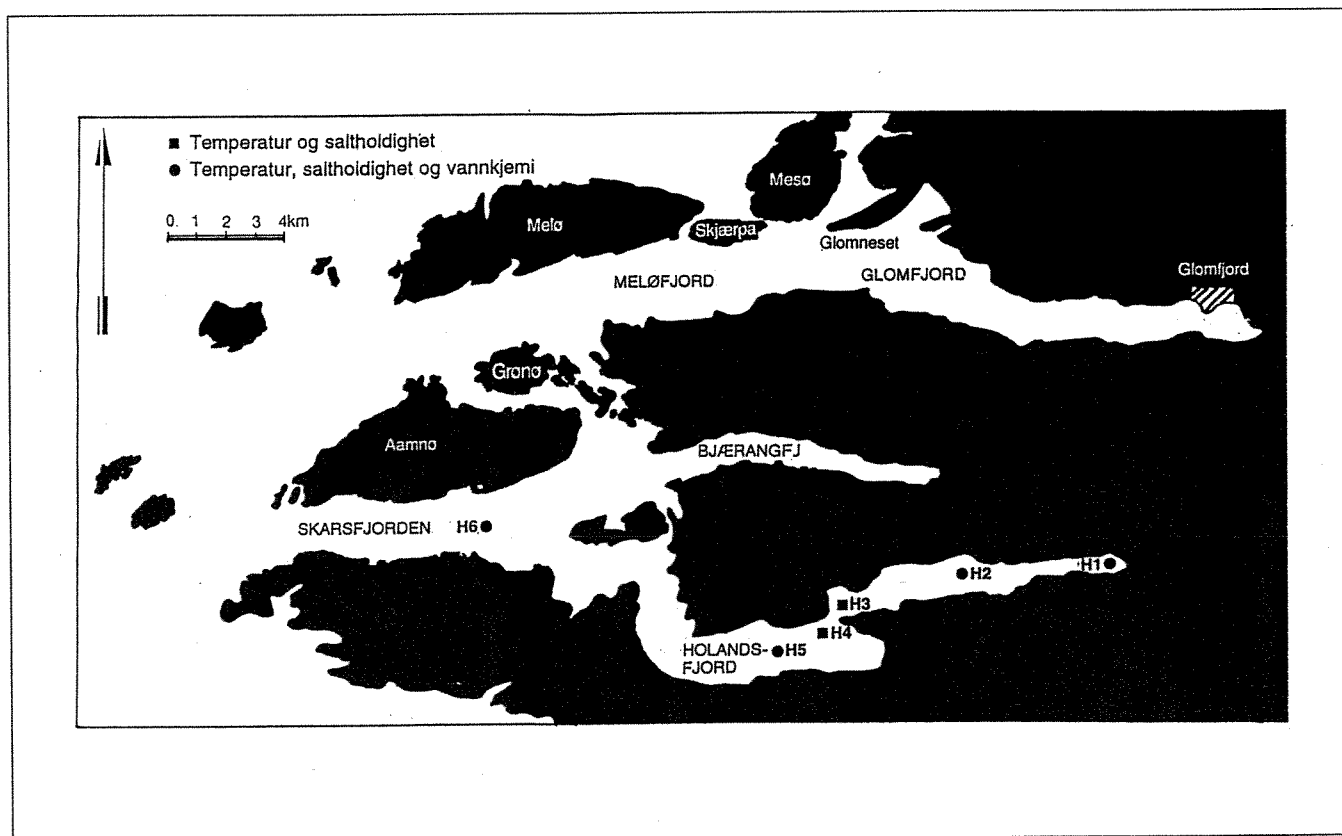 ■ Temperatur og saltholdighet
● Temperatur, saltholdighet og vannkjemi
0. 1 2 3 4km
Mesø
Melø
Skjærpa
Glomneset
Glomfjord
MELØFJORD
GLOMFJORD
Grønø
Aamnø
BJÆRANGFJ
SKARSFJORDEN
H6
H1
H2
H3
H4
HOLANDS-
FJORD
H5